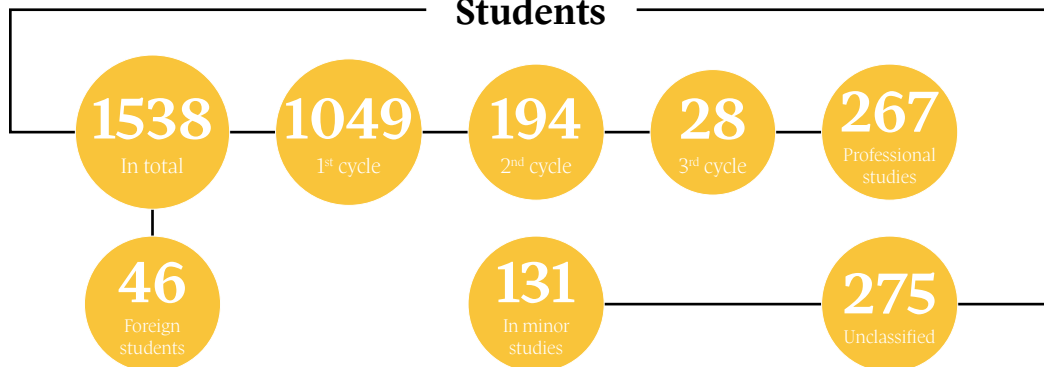 Students
1538
In total
1049
1st cycle
194
2nd cycle
28
3rd cycle
267
Professional
studies
46
Foreign
students
131
In minor
studies
275
Unclassified